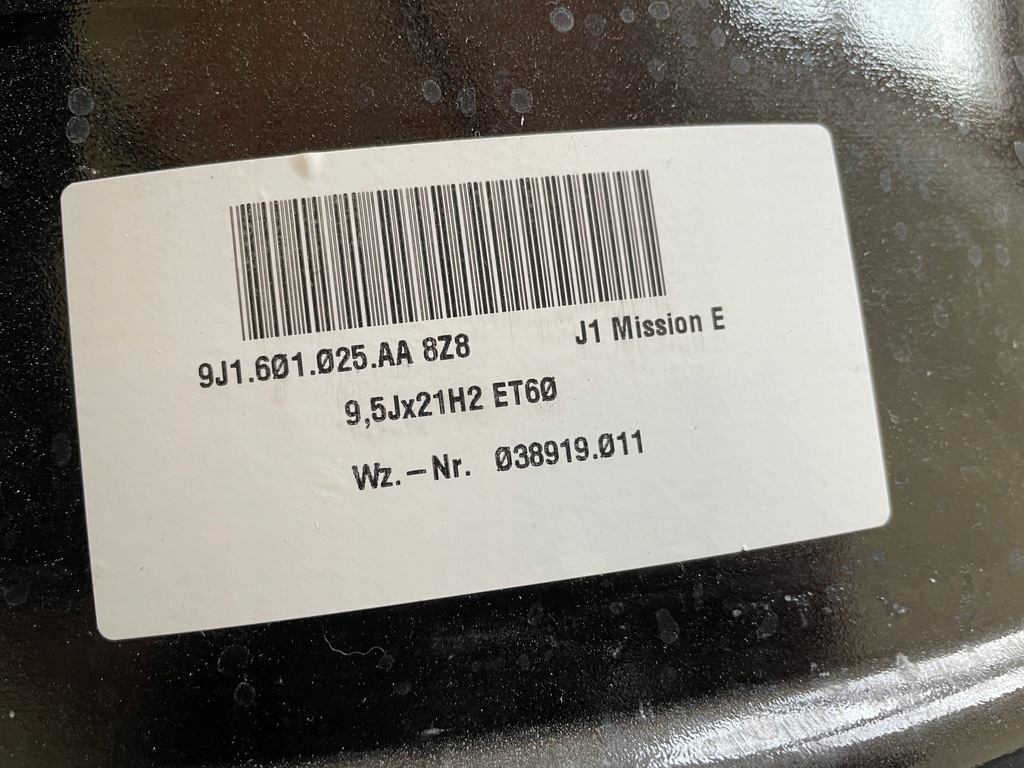 9J1.6Ø1.Ø25.AA 8Z8 J1 Mission E
9,5Jx21H2 ET6Ø
Wz.-Nr. Ø38919.Ø11